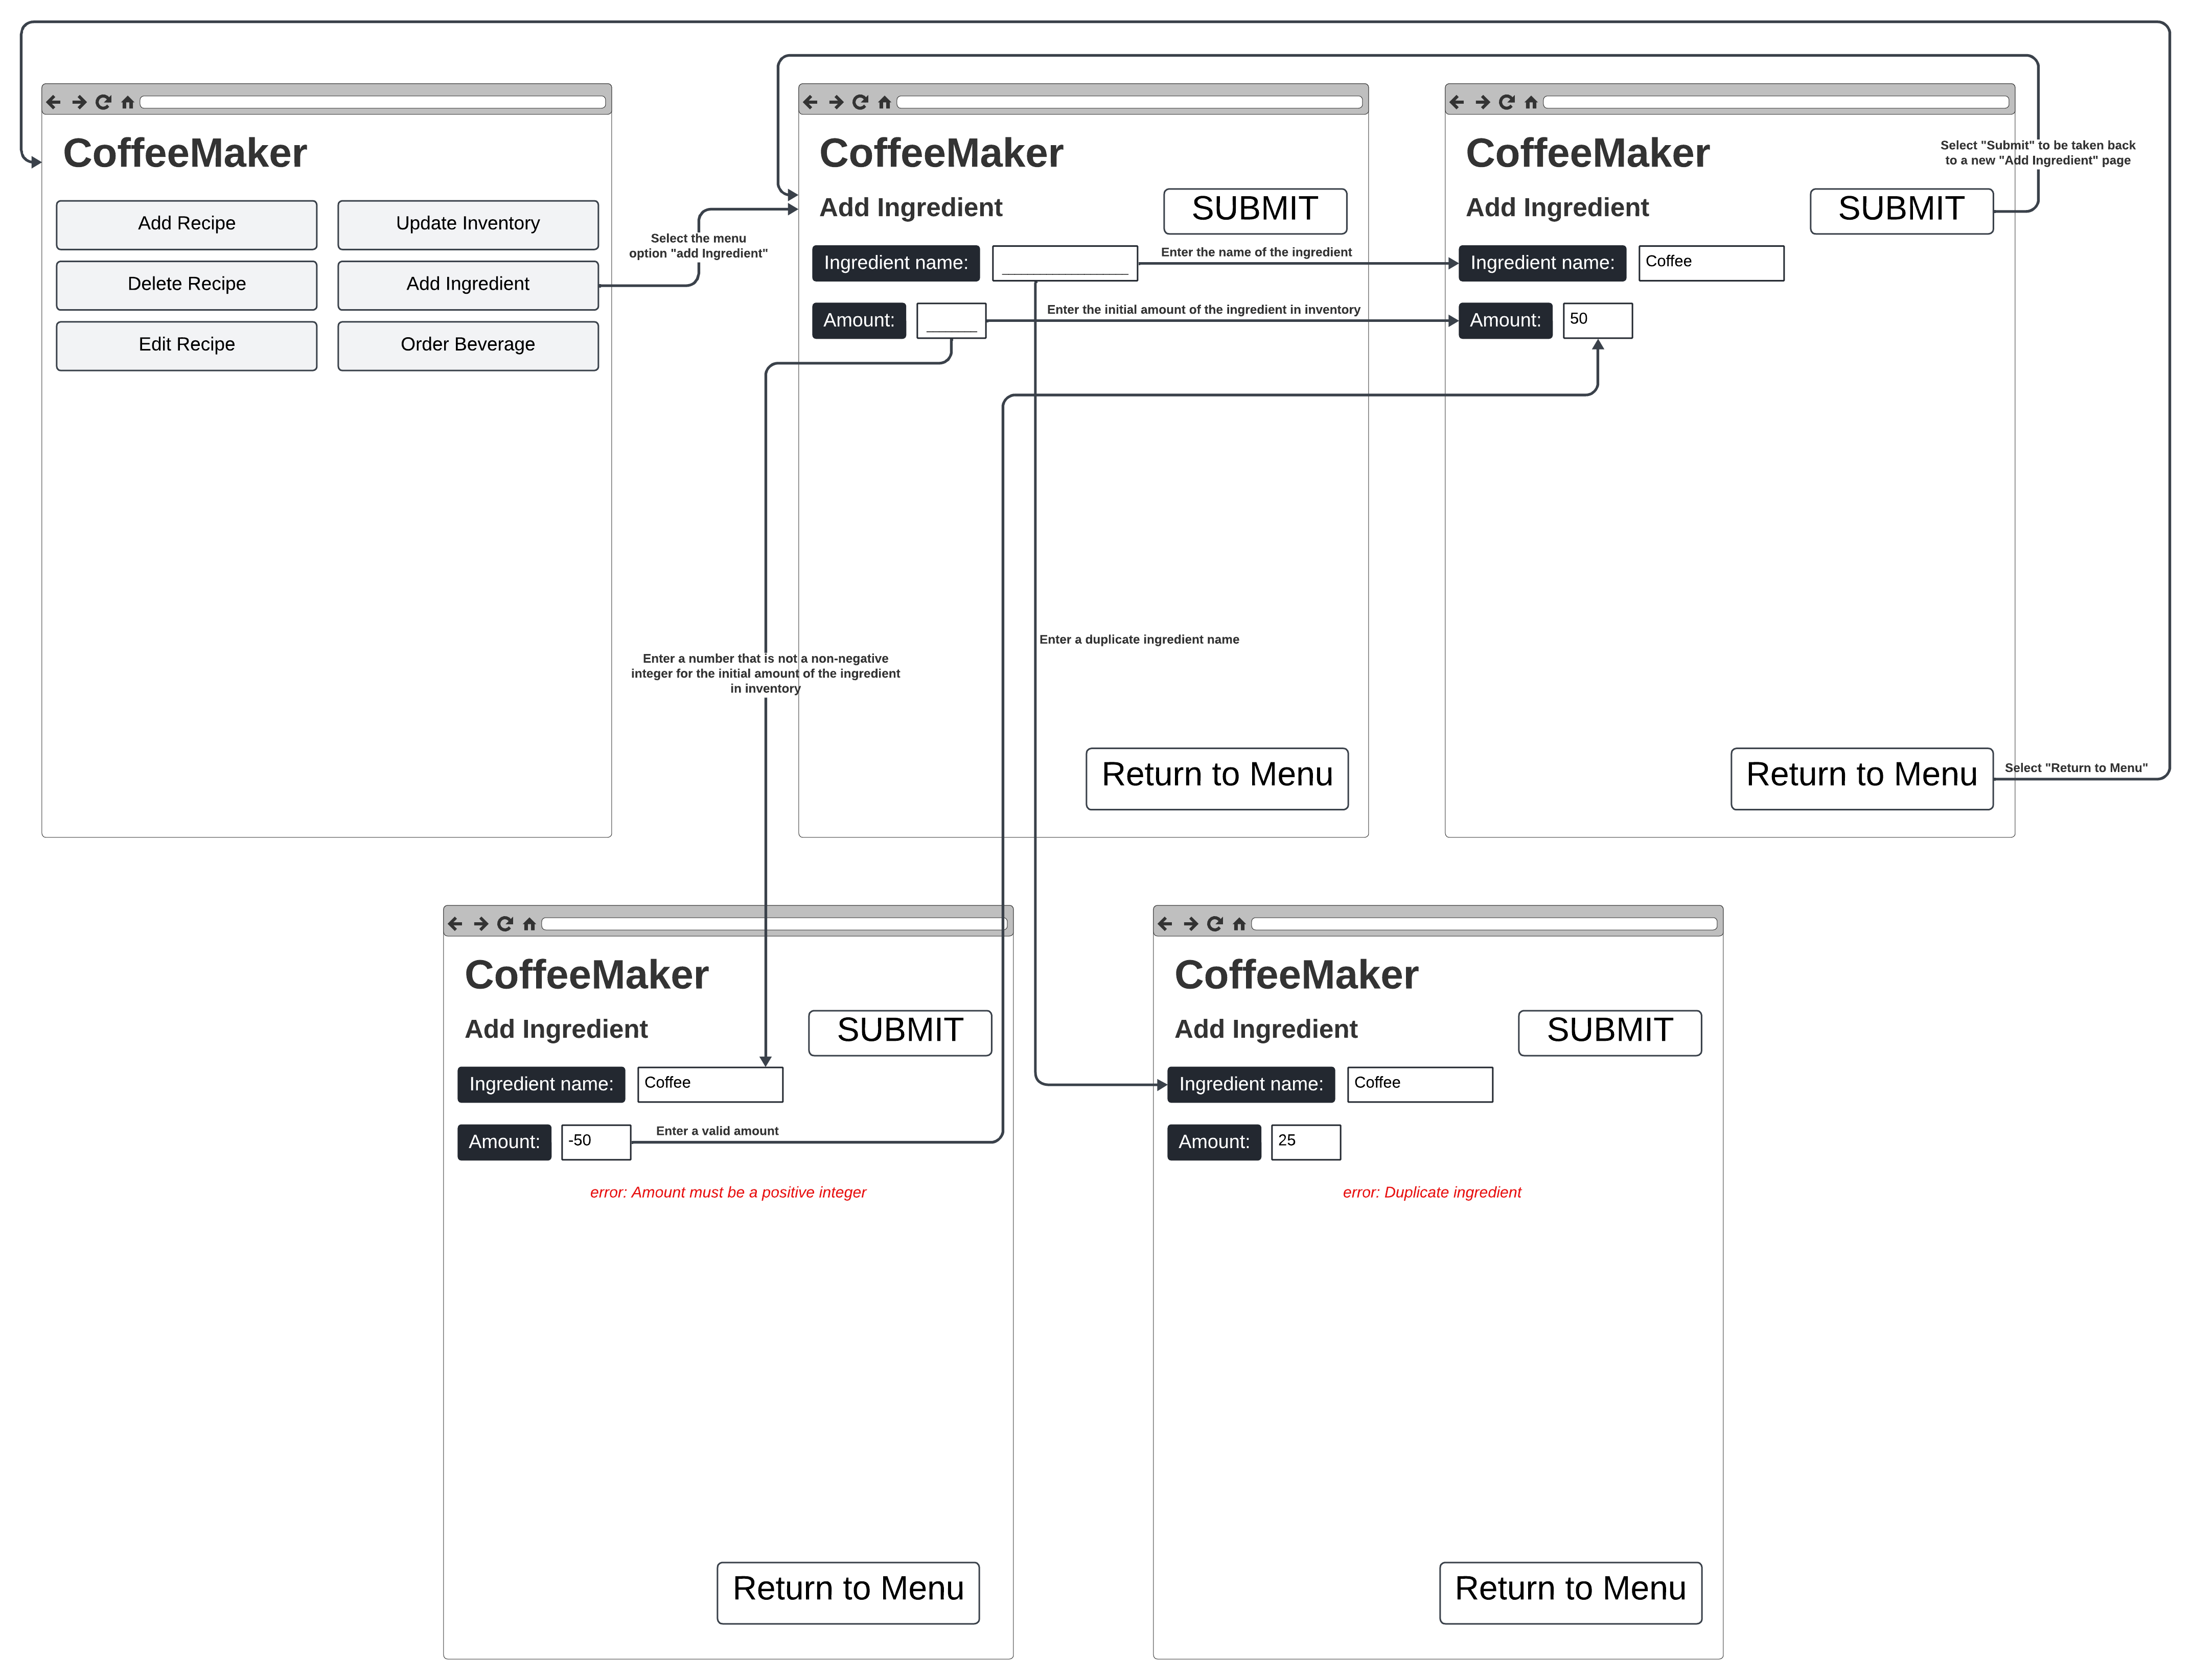 CoffeeMaker
Add Recipe
Update Inventory
Delete Recipe
Add Ingredient
Edit Recipe
Order Beverage
Select the menu
option "add Ingredient"
CoffeeMaker
Add Ingredient
SUBMIT
Ingredient name:
Enter the name of the ingredient
Amount:
Enter the initial amount of the ingredient in inventory
Enter a duplicate ingredient name
Enter a number that is not a non-negative
integer for the initial amount of the ingredient
in inventory
Return to Menu
CoffeeMaker
Select "Submit" to be taken back
to a new "Add Ingredient" page
Add Ingredient
SUBMIT
Ingredient name:
Coffee
Amount:
50
Return to Menu
Select "Return to Menu"
CoffeeMaker
Add Ingredient
SUBMIT
Ingredient name:
Coffee
Amount:
-50
Enter a valid amount
error: Amount must be a positive integer
Return to Menu
CoffeeMaker
Add Ingredient
SUBMIT
Ingredient name:
Coffee
Amount:
25
error: Duplicate ingredient
Return to Menu